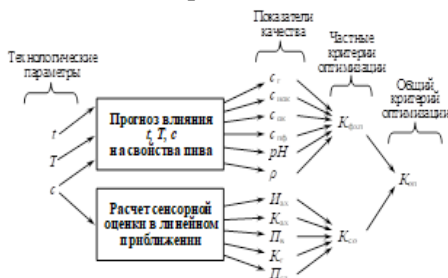 Показатели
качества
Частные
критерии
оптимизации
Общий
критерий
оптимизации
Технологические
параметры
t
T
c
Прогноз влияния
t, T, c
на свойства пива
Расчет сенсорной
оценки в линейном
приближении
pH
ρ